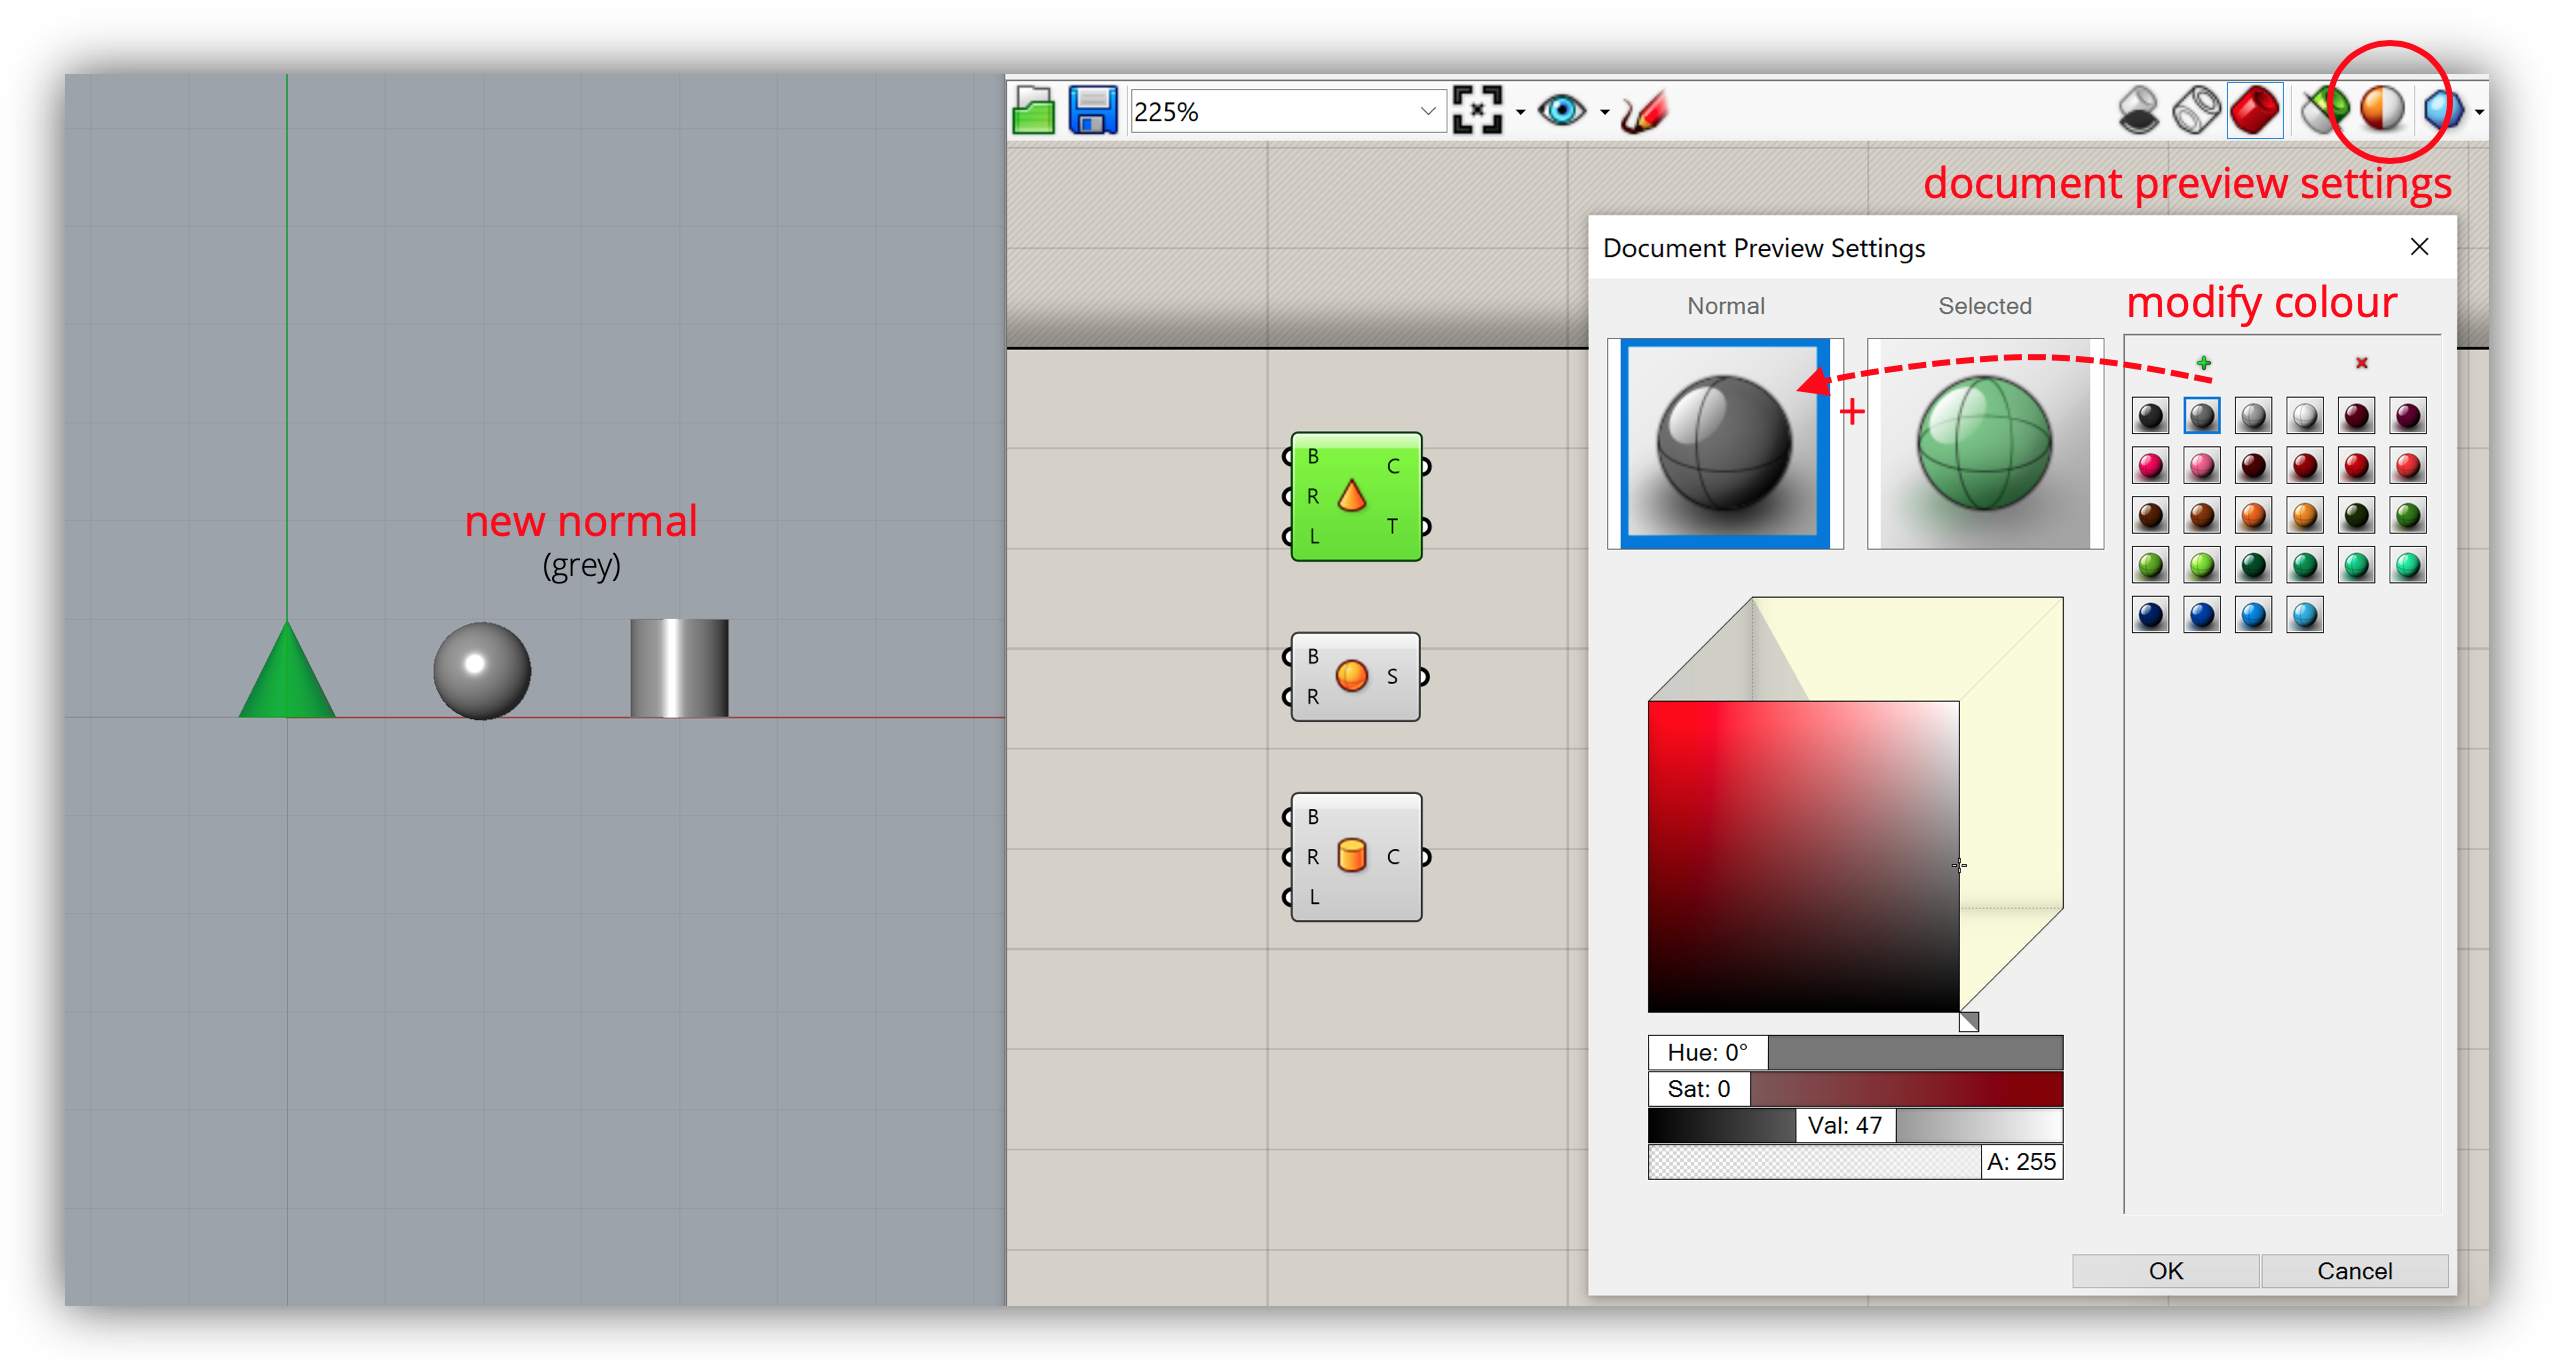 225%
document preview settings
Document Preview Settings
Normal
Selected
modify colour
+
new normal
(grey)
B
R
L
C
T
B
R
S
B
R
L
C
Hue: 0°
Sat: 0
Val: 47
A: 255
OK
Cancel